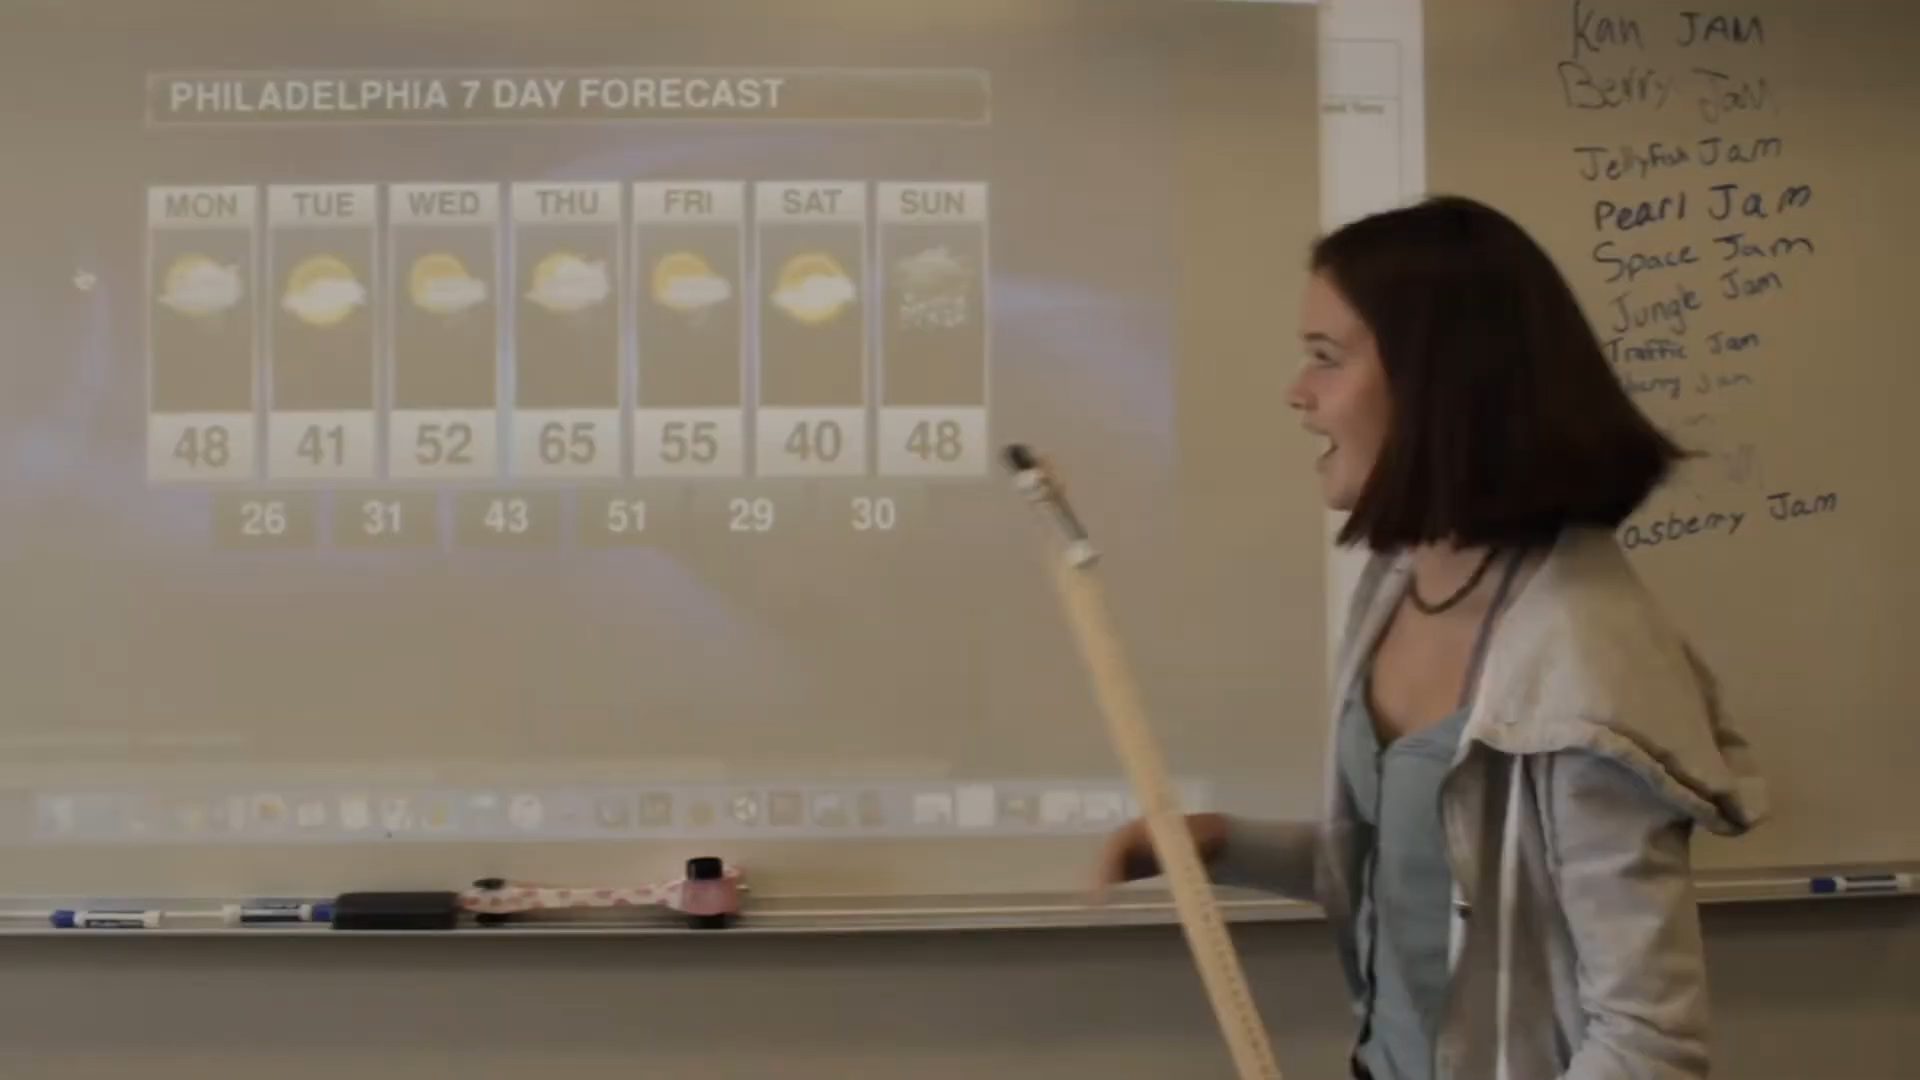 PHILADELPHIA 7 DAY FORECAST
MON TUE WED THU FRI SAT SUN
48 41 52 65 55 40 48
26 31 43 51 29 30
Kan JAM
Berry Jam
Jellyfish Jam
Pearl Jam
Space Jam
Jungle Jam
Traffic Jam
Jam
asberry Jam